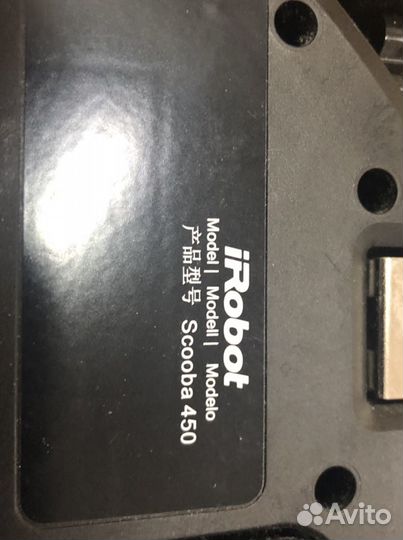 iRobot
Model | Modell | Modelo
产品型号 Scooba 450
Avito